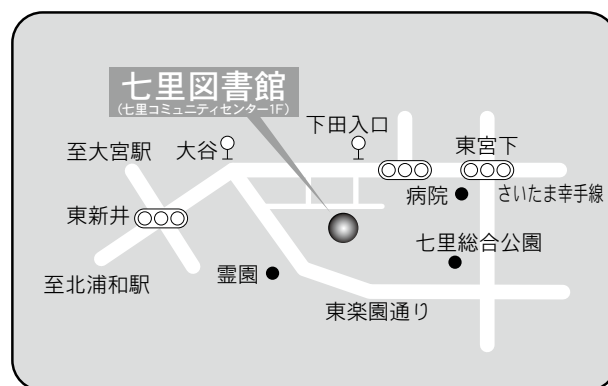 七里図書館
(七里コミュニティセンター1F)
下田入口
至大宮駅
大谷
東宮下
病院
さいたま幸手線
東新井
七里総合公園
至北浦和駅
霊園
東楽園通り